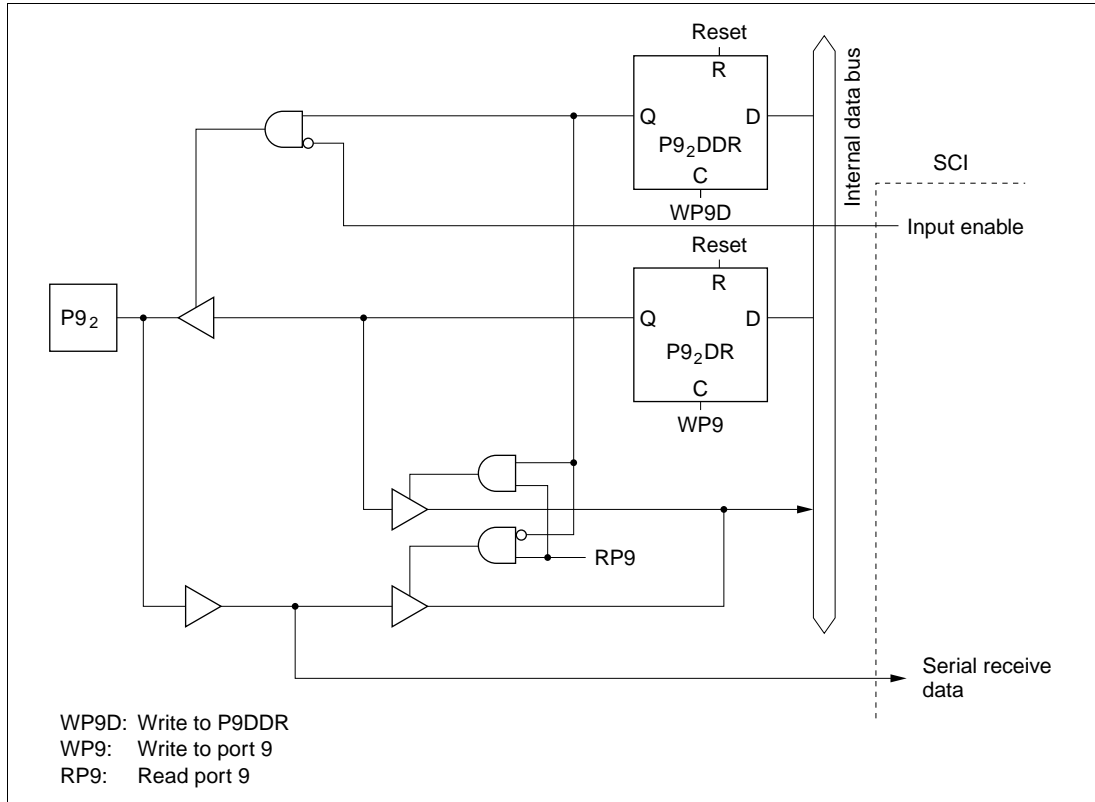 Reset
R
Q
D
P9₂DDR
C
WP9D
Internal data bus
SCI
Input enable
Reset
R
P9₂
Q
D
P9₂DR
C
WP9
RP9
Serial receive
data
WP9D: Write to P9DDR
WP9: Write to port 9
RP9: Read port 9